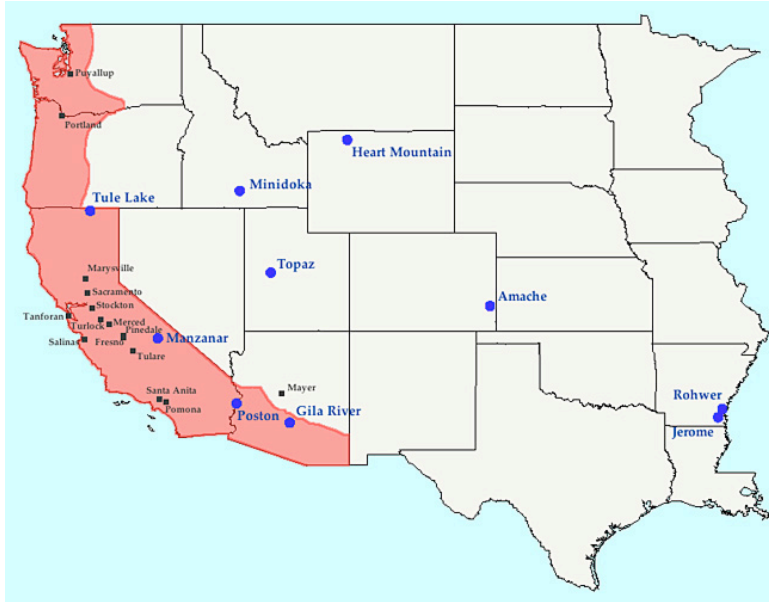 Puyallup
Portland
Heart Mountain
Minidoka
Tule Lake
Topaz
Marysville
Sacramento
Amache
Stockton
Tanforan
Turlock
Merced
Pinedale
Manzanar
Salinas
Fresno
Tulare
Santa Anita
Pomona
Mayer
Poston
Gila River
Rohwer
Jerome